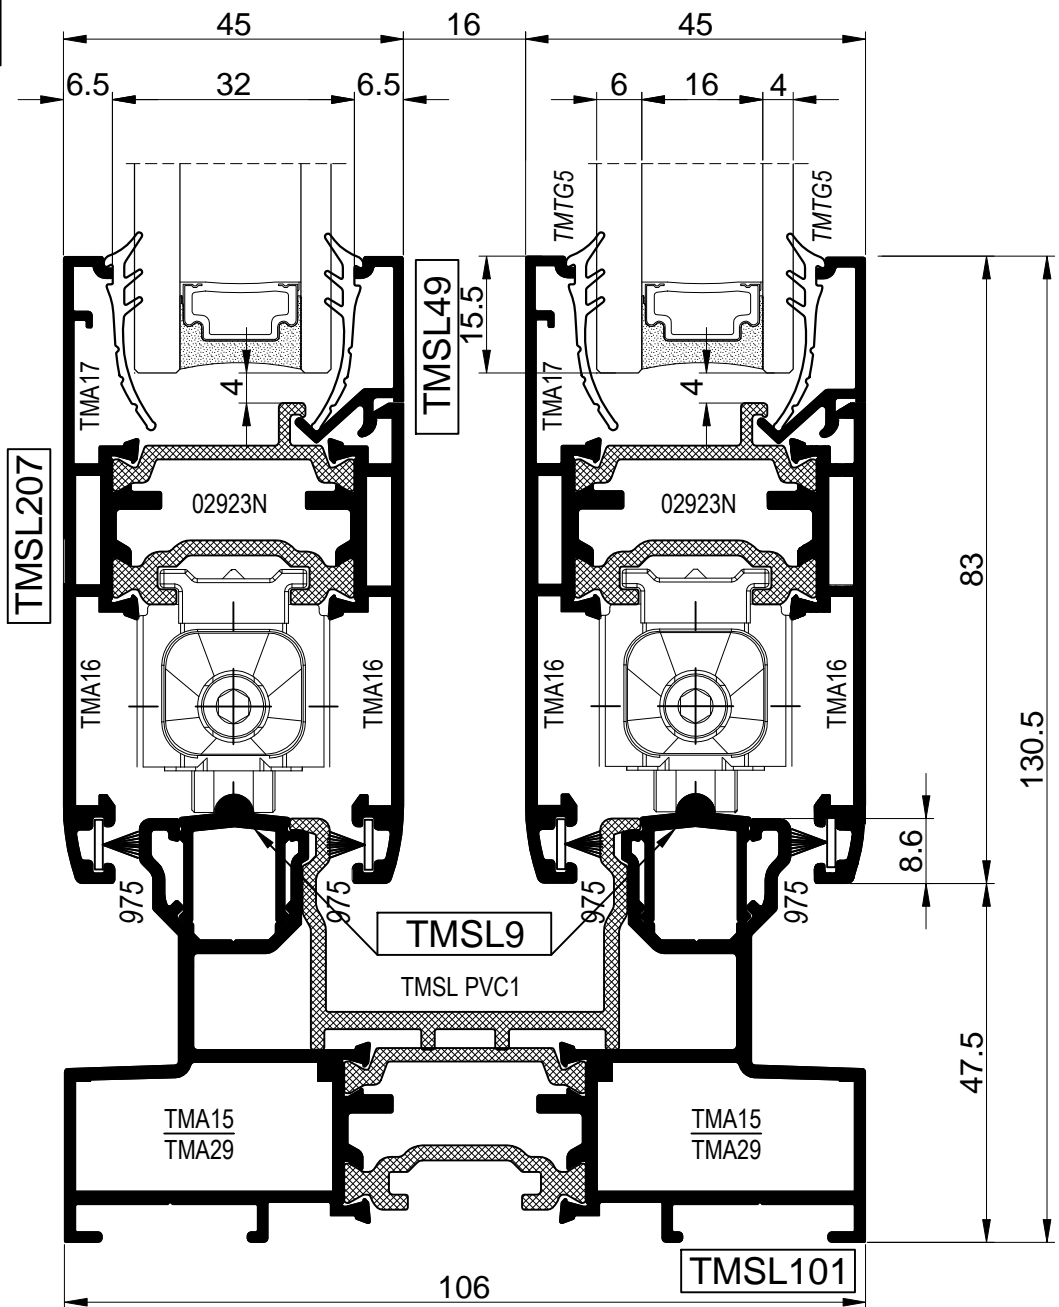 45
16
45
6.5
32
6.5
6
16
4
TMTG5
TMTG5
TMSL49
15.5
4
4
TMA17
TMA17
TMSL207
02923N
02923N
83
130.5
TMA16
TMA16
TMA16
TMA16
8.6
975
975
975
975
TMSL9
TMSL PVC1
47.5
TMA15
TMA29
TMA15
TMA29
TMSL101
106